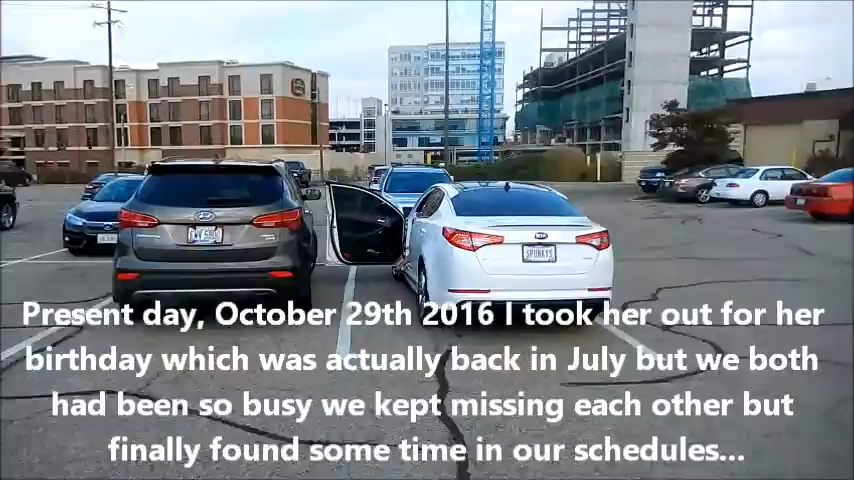 SPUNKYS
Present day, October 29th 2016 I took her out for her
birthday which was actually back in July but we both
had been so busy we kept missing each other but
finally found some time in our schedules...